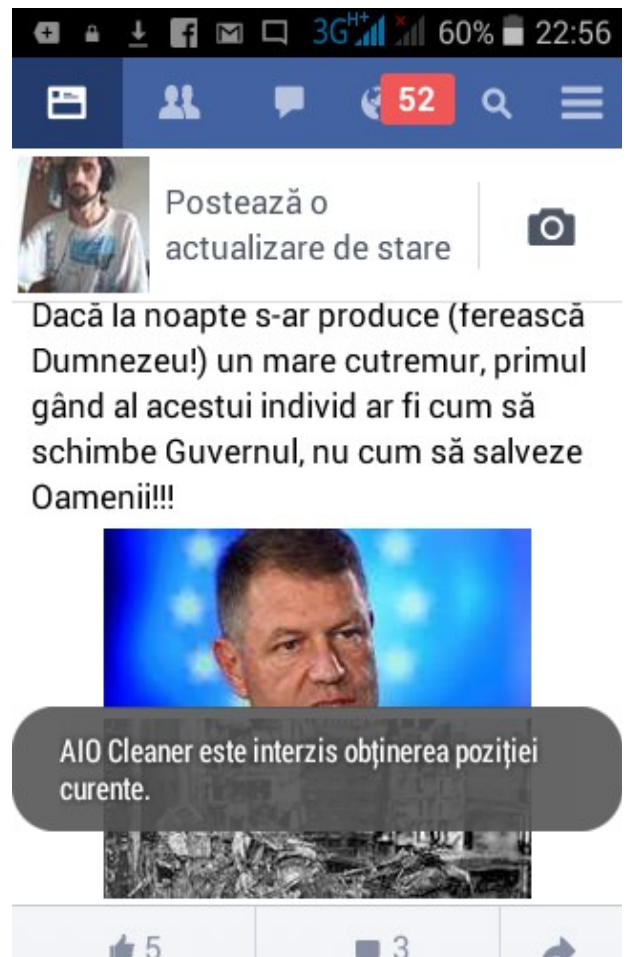 3G H+ 60% 22:56
52
Postează o
actualizare de stare
Dacă la noapte s-ar produce (ferească
Dumnezeu!) un mare cutremur, primul
gând al acestui individ ar fi cum să
schimbe Guvernul, nu cum să salveze
Oamenii!!!
AIO Cleaner este interzis obținerea poziției
curente.
5 3